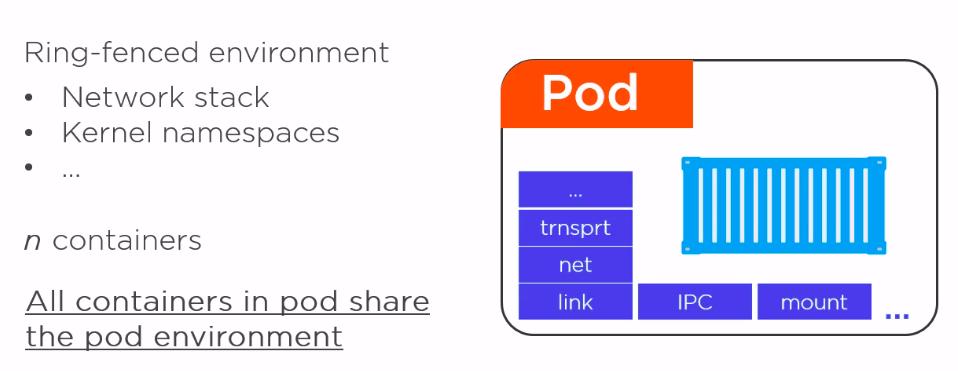 Ring-fenced environment
• Network stack
• Kernel namespaces
• ...
n containers
All containers in pod share
the pod environment
Pod
...
trnsprt
net
link
IPC
mount
...